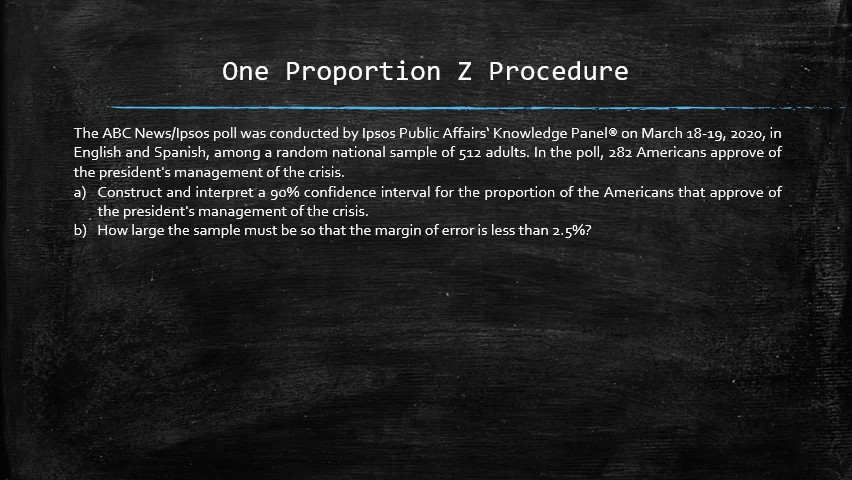 One Proportion Z Procedure
The ABC News/Ipsos poll was conducted by Ipsos Public Affairs‘ Knowledge Panel® on March 18-19, 2020, in
English and Spanish, among a random national sample of 512 adults. In the poll, 282 Americans approve of
the president's management of the crisis.
a) Construct and interpret a 90% confidence interval for the proportion of the Americans that approve of
the president's management of the crisis.
b) How large the sample must be so that the margin of error is less than 2.5%?